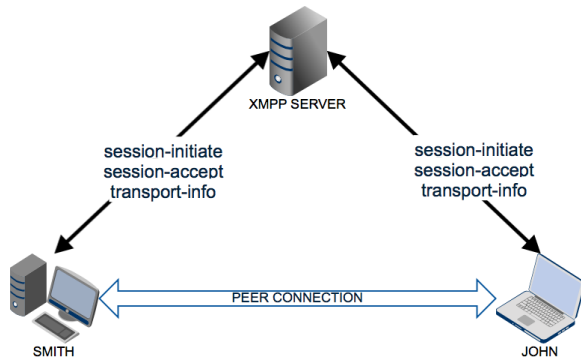 XMPP SERVER
session-initiate
session-accept
transport-info
session-initiate
session-accept
transport-info
PEER CONNECTION
SMITH
JOHN